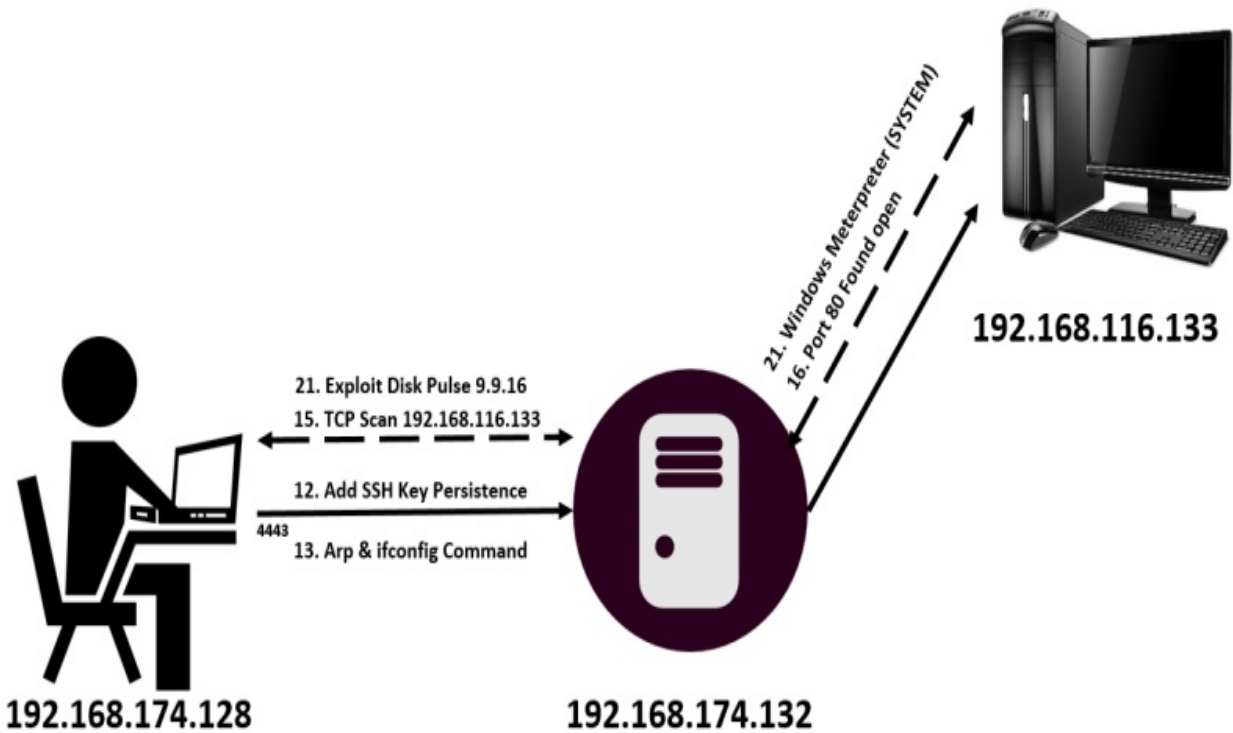 21. Windows Meterpreter (SYSTEM)
16. Port 80 Found open
192.168.116.133
21. Exploit Disk Pulse 9.9.16
15. TCP Scan 192.168.116.133
12. Add SSH Key Persistence
4443
13. Arp & ifconfig Command
192.168.174.128
192.168.174.132